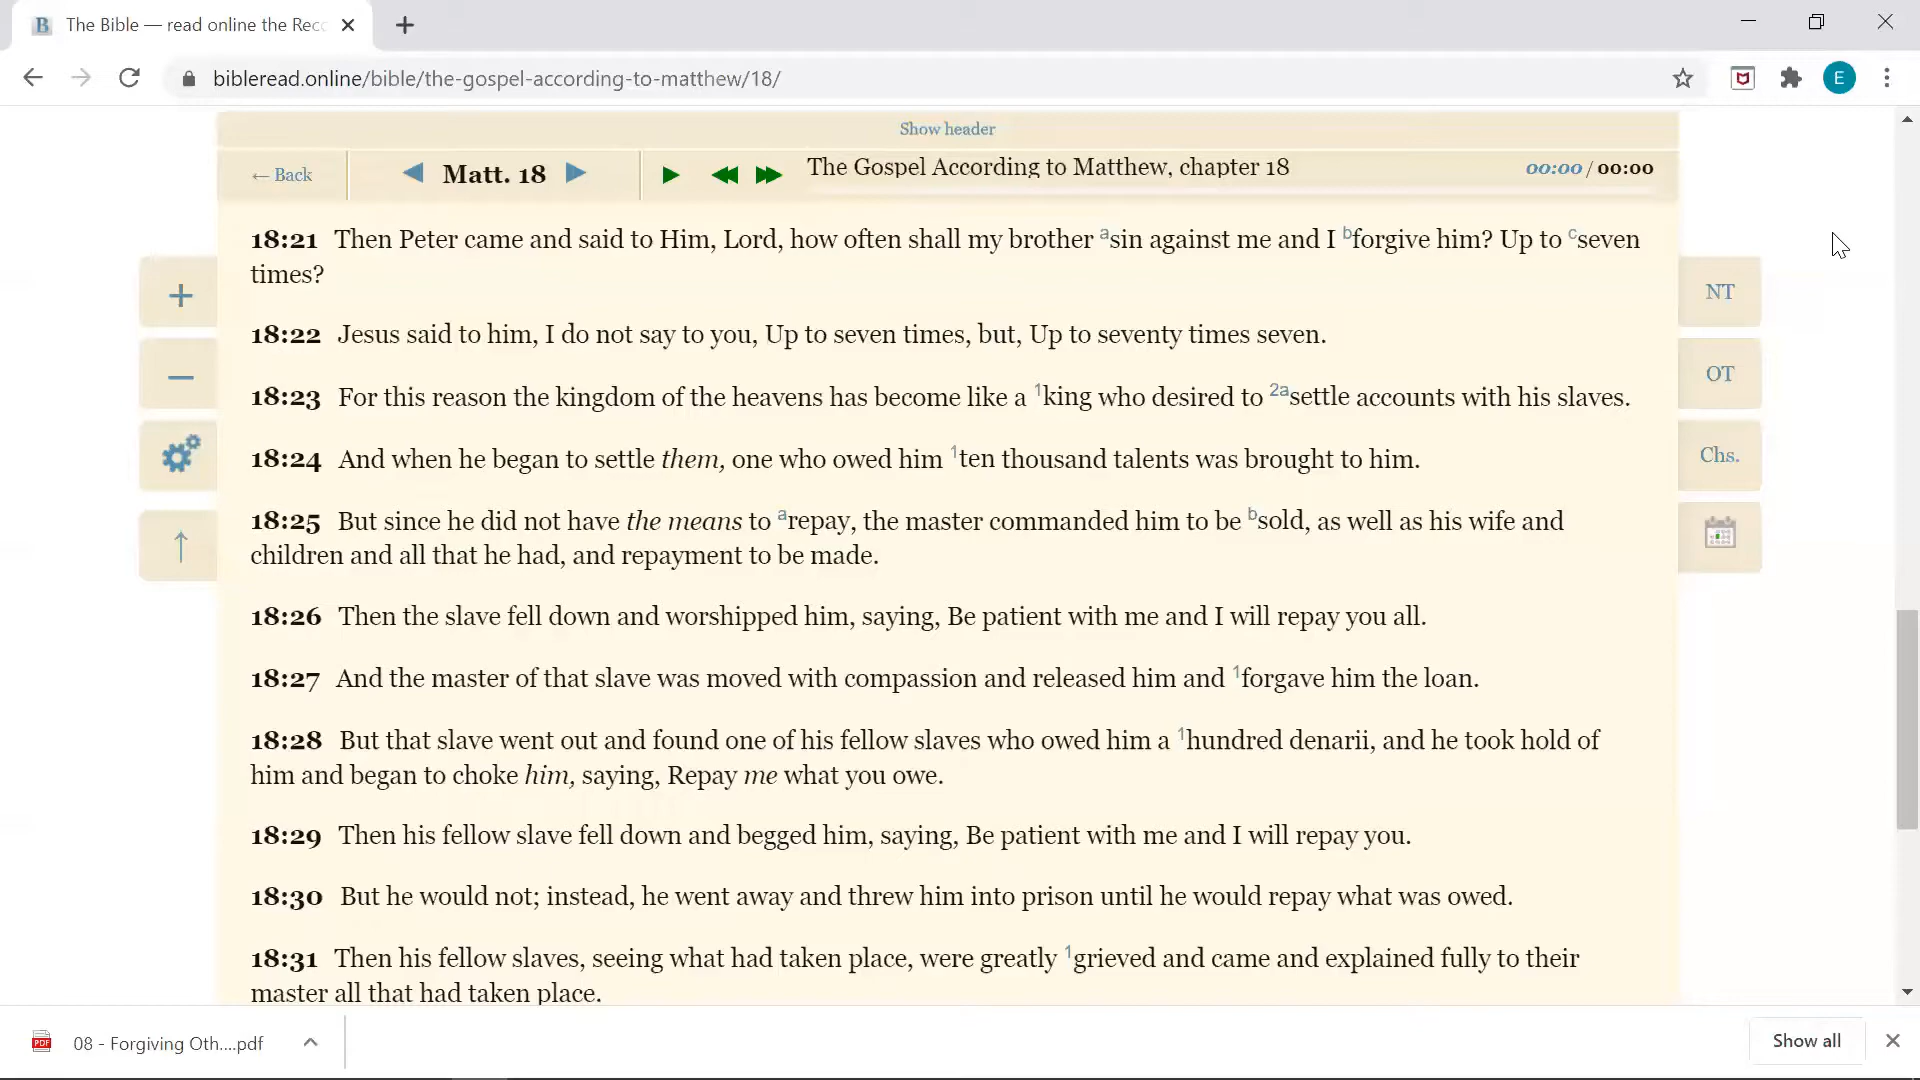 The Bible — read online the Reco
bibleread.online/bible/the-gospel-according-to-matthew/18/
E
Show header
← Back
Matt. 18
The Gospel According to Matthew, chapter 18
00:00 / 00:00
18:21 Then Peter came and said to Him, Lord, how often shall my brother ᵃsin against me and I ᵇforgive him? Up to ᶜseven
times?
18:22 Jesus said to him, I do not say to you, Up to seven times, but, Up to seventy times seven.
18:23 For this reason the kingdom of the heavens has become like a ¹king who desired to ²ᵃsettle accounts with his slaves.
18:24 And when he began to settle them, one who owed him ¹ten thousand talents was brought to him.
18:25 But since he did not have the means to ᵃrepay, the master commanded him to be ᵇsold, as well as his wife and
children and all that he had, and repayment to be made.
18:26 Then the slave fell down and worshipped him, saying, Be patient with me and I will repay you all.
18:27 And the master of that slave was moved with compassion and released him and ¹forgave him the loan.
18:28 But that slave went out and found one of his fellow slaves who owed him a ¹hundred denarii, and he took hold of
him and began to choke him, saying, Repay me what you owe.
18:29 Then his fellow slave fell down and begged him, saying, Be patient with me and I will repay you.
18:30 But he would not; instead, he went away and threw him into prison until he would repay what was owed.
18:31 Then his fellow slaves, seeing what had taken place, were greatly ¹grieved and came and explained fully to their
master all that had taken place.
NT
OT
Chs.
08 - Forgiving Oth....pdf
Show all